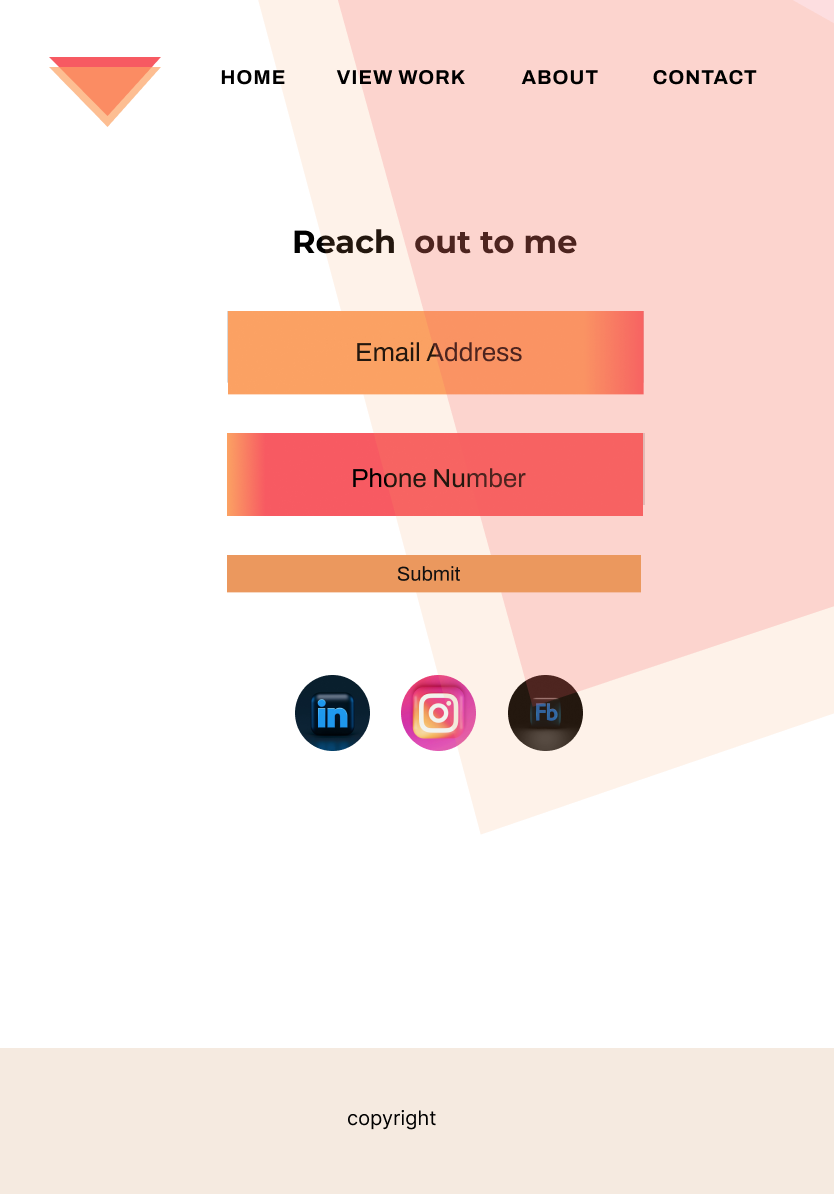 HOME VIEW WORK ABOUT CONTACT
Reach out to me
Email Address
Phone Number
Submit
in Fb
copyright